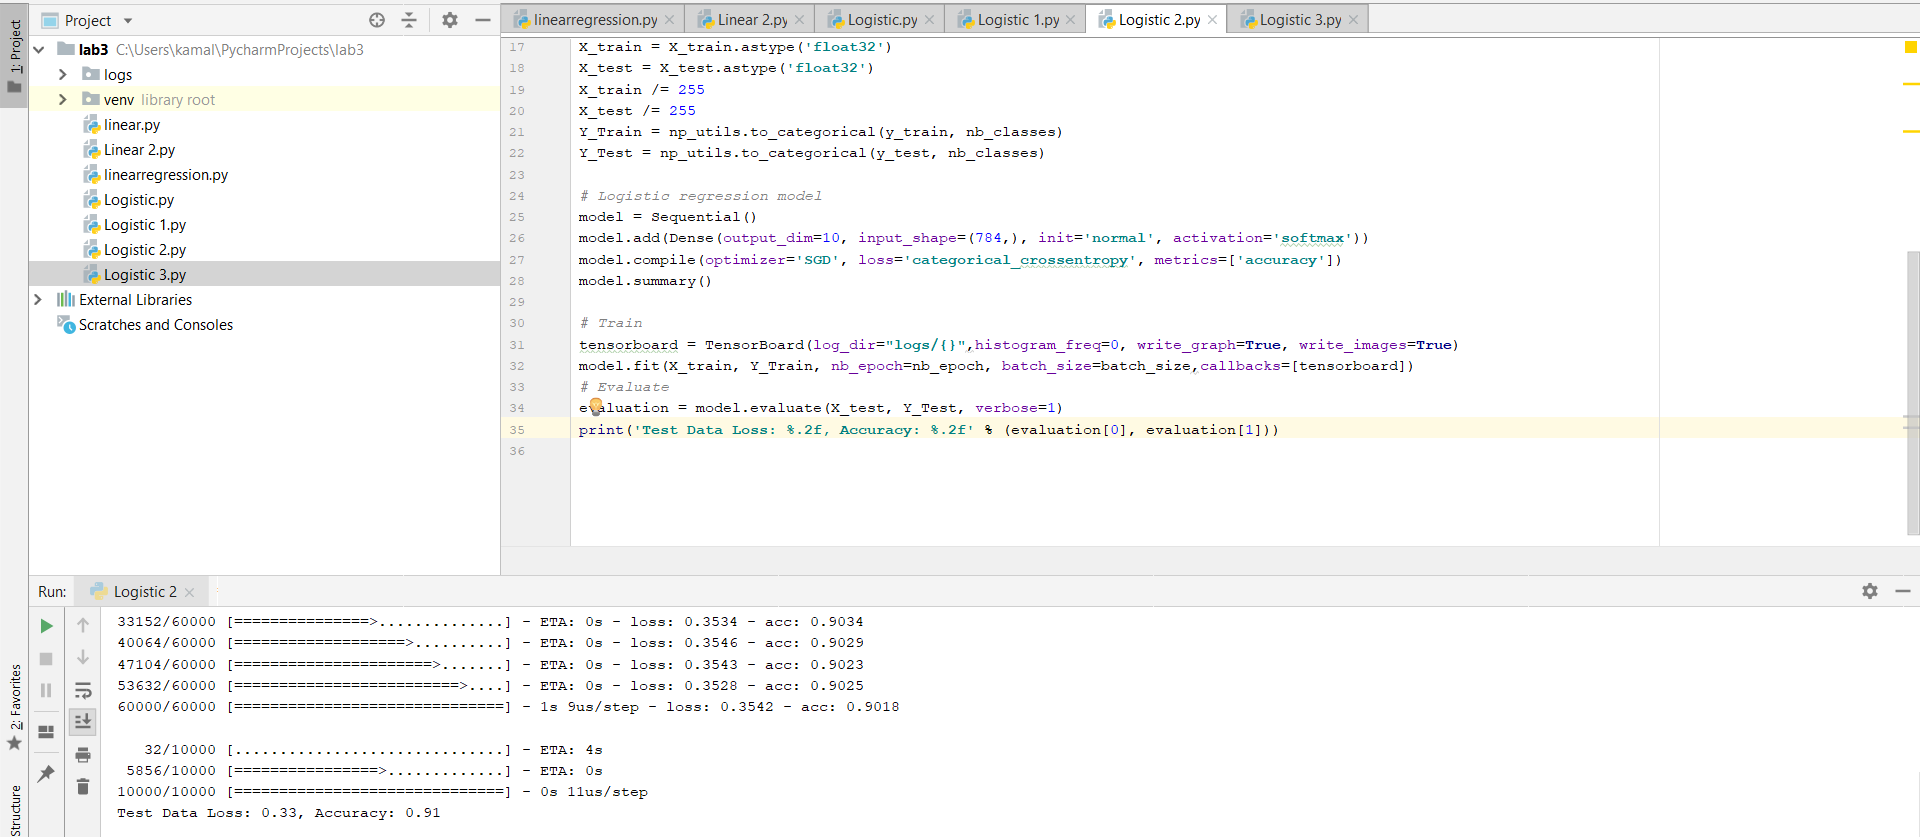 Project
linearregression.py
Linear 2.py
Logistic.py
Logistic 1.py
Logistic 2.py
Logistic 3.py
1: Project
lab3 C:\Users\kamal\PycharmProjects\lab3
logs
venv library root
linear.py
Linear 2.py
linearregression.py
Logistic.py
Logistic 1.py
Logistic 2.py
Logistic 3.py
External Libraries
Scratches and Consoles
17 X_train = X_train.astype('float32')
18 X_test = X_test.astype('float32')
19 X_train /= 255
20 X_test /= 255
21 Y_Train = np_utils.to_categorical(y_train, nb_classes)
22 Y_Test = np_utils.to_categorical(y_test, nb_classes)
23
24 # Logistic regression model
25 model = Sequential()
26 model.add(Dense(output_dim=10, input_shape=(784,), init='normal', activation='softmax'))
27 model.compile(optimizer='SGD', loss='categorical_crossentropy', metrics=['accuracy'])
28 model.summary()
29
30 # Train
31 tensorboard = TensorBoard(log_dir="logs/{}",histogram_freq=0, write_graph=True, write_images=True)
32 model.fit(X_train, Y_Train, nb_epoch=nb_epoch, batch_size=batch_size,callbacks=[tensorboard])
33 # Evaluate
34 evaluation = model.evaluate(X_test, Y_Test, verbose=1)
35 print('Test Data Loss: %.2f, Accuracy: %.2f' % (evaluation[0], evaluation[1]))
36
Run: Logistic 2
33152/60000 [===============>..............] - ETA: 0s - loss: 0.3534 - acc: 0.9034
40064/60000 [===================>..........] - ETA: 0s - loss: 0.3546 - acc: 0.9029
47104/60000 [======================>.......] - ETA: 0s - loss: 0.3543 - acc: 0.9023
53632/60000 [=========================>....] - ETA: 0s - loss: 0.3528 - acc: 0.9025
60000/60000 [==============================] - 1s 9us/step - loss: 0.3542 - acc: 0.9018
32/10000 [..............................] - ETA: 4s
5856/10000 [================>.............] - ETA: 0s
10000/10000 [==============================] - 0s 11us/step
Test Data Loss: 0.33, Accuracy: 0.91
2: Favorites
Structure